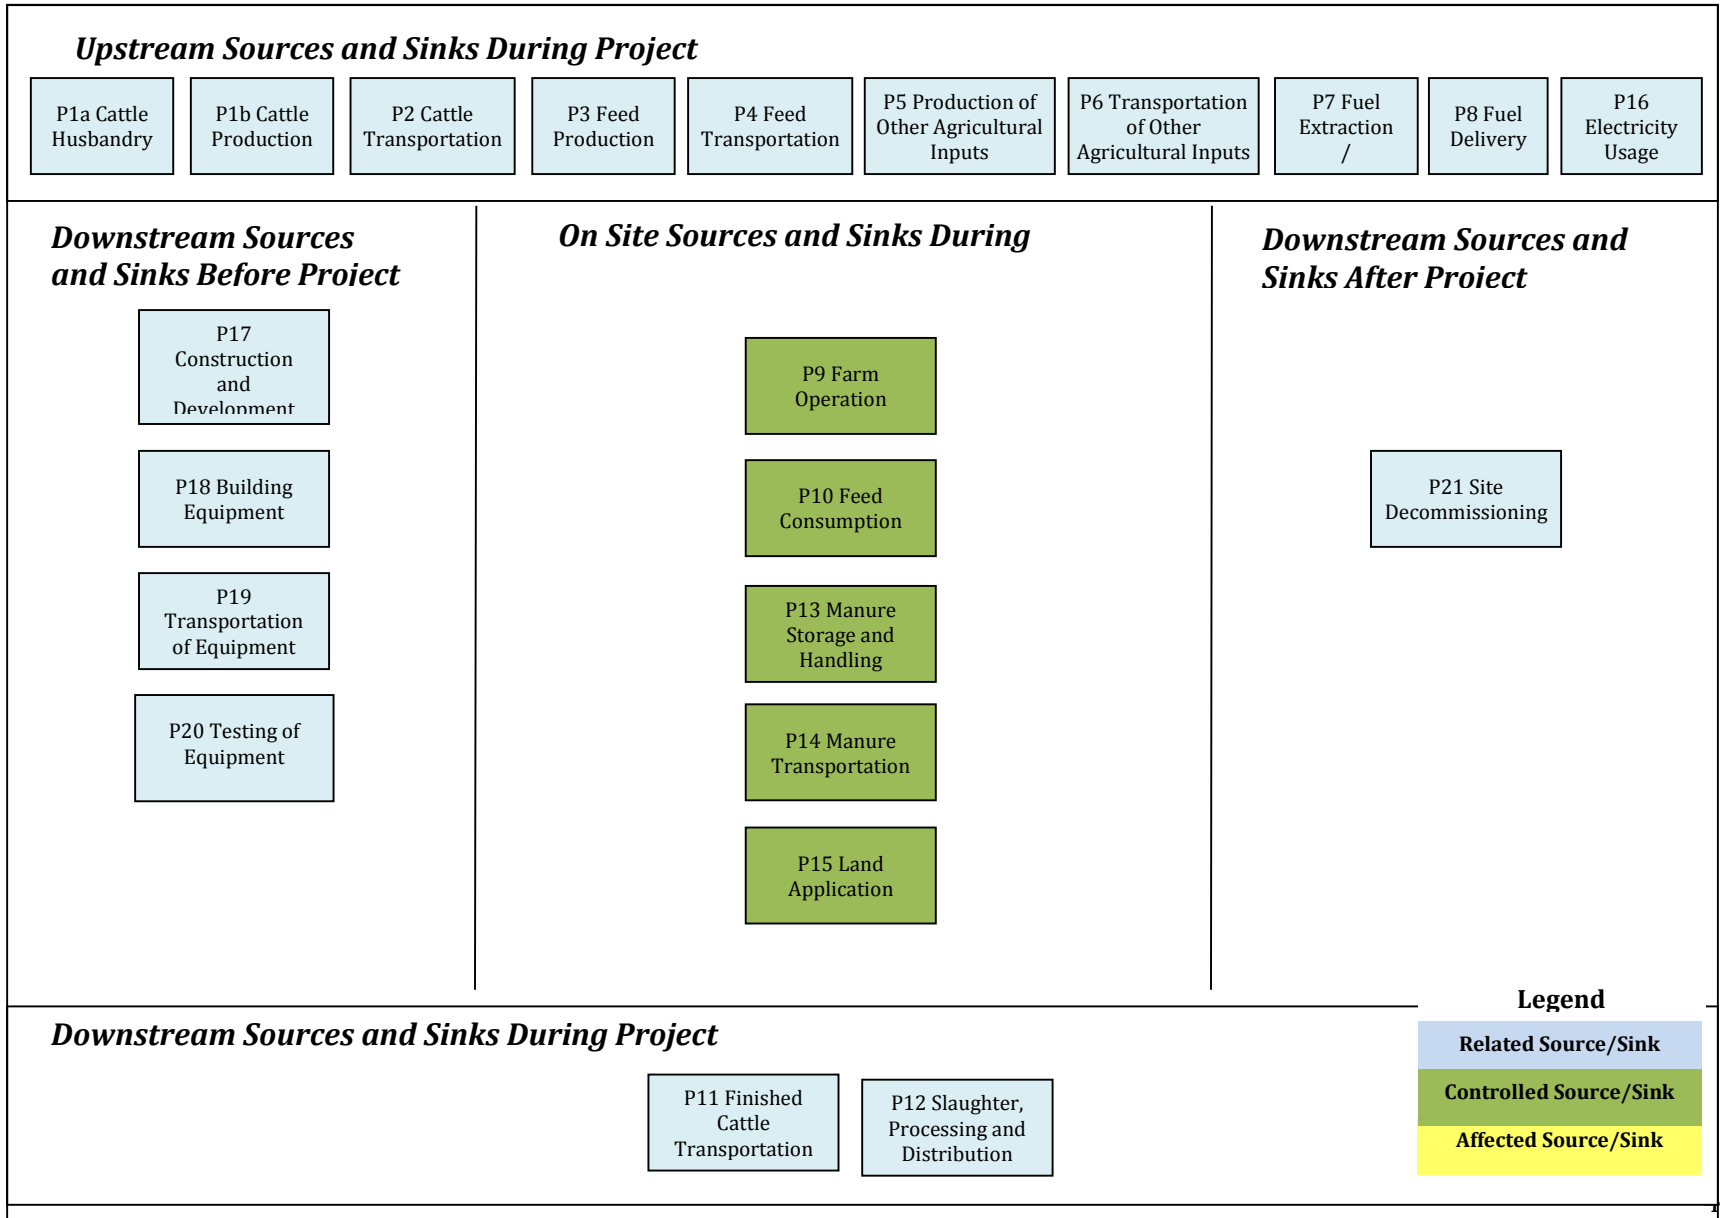 Upstream Sources and Sinks During Project
P1a Cattle
Husbandry
P1b Cattle
Production
P2 Cattle
Transportation
P3 Feed
Production
P4 Feed
Transportation
P5 Production of
Other Agricultural
Inputs
P6 Transportation
of Other
Agricultural Inputs
P7 Fuel
Extraction
/
P8 Fuel
Delivery
P16
Electricity
Usage
Downstream Sources
and Sinks Before Project
P17
Construction
and
Development
P18 Building
Equipment
P19
Transportation
of Equipment
P20 Testing of
Equipment
On Site Sources and Sinks During
P9 Farm
Operation
P10 Feed
Consumption
P13 Manure
Storage and
Handling
P14 Manure
Transportation
P15 Land
Application
Downstream Sources and
Sinks After Project
P21 Site
Decommissioning
Downstream Sources and Sinks During Project
P11 Finished
Cattle
Transportation
P12 Slaughter,
Processing and
Distribution
Legend
Related Source/Sink
Controlled Source/Sink
Affected Source/Sink